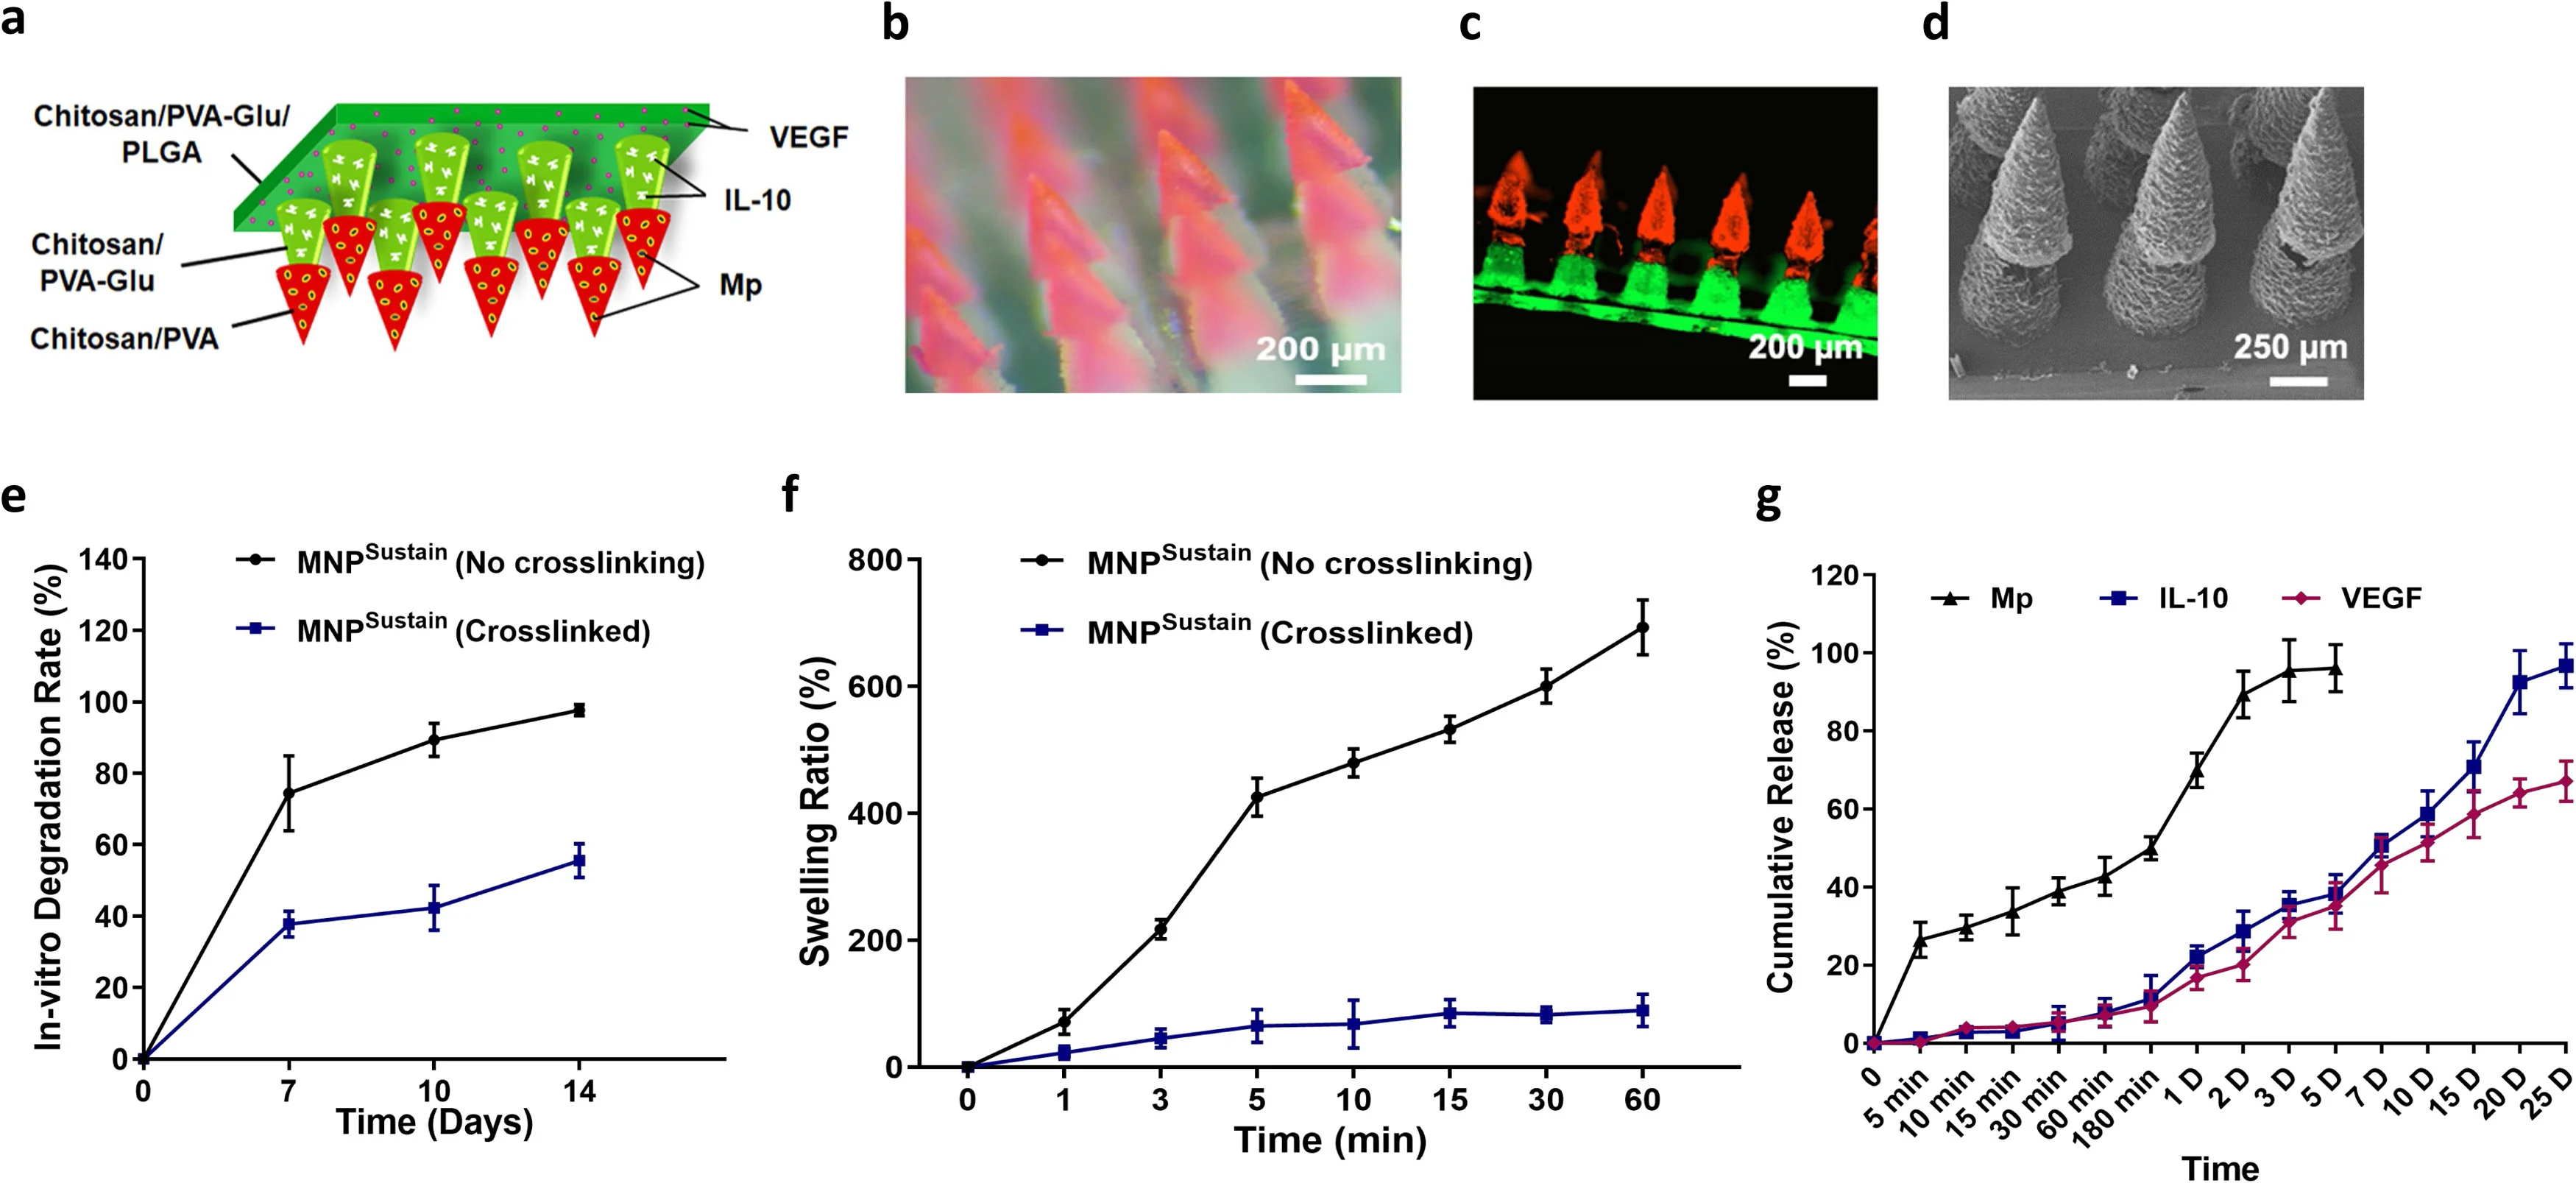 a
Chitosan/PVA-Glu/
PLGA
VEGF
IL-10
Chitosan/
PVA-Glu
Mp
Chitosan/PVA
b
200 µm
c
200 µm
d
250 µm
e
In-vitro Degradation Rate (%)
140
120
100
80
60
40
20
0
MNPSustain (No crosslinking)
MNPSustain (Crosslinked)
0 7 10 14
Time (Days)
f
Swelling Ratio (%)
800
600
400
200
0
MNPSustain (No crosslinking)
MNPSustain (Crosslinked)
0 1 3 5 10 15 30 60
Time (min)
g
Cumulative Release (%)
120
100
80
60
40
20
0
Mp IL-10 VEGF
0 5 min 10 min 15 min 30 min 60 min 180 min 1 D 2 D 3 D 5 D 7 D 10 D 15 D 20 D 25 D
Time